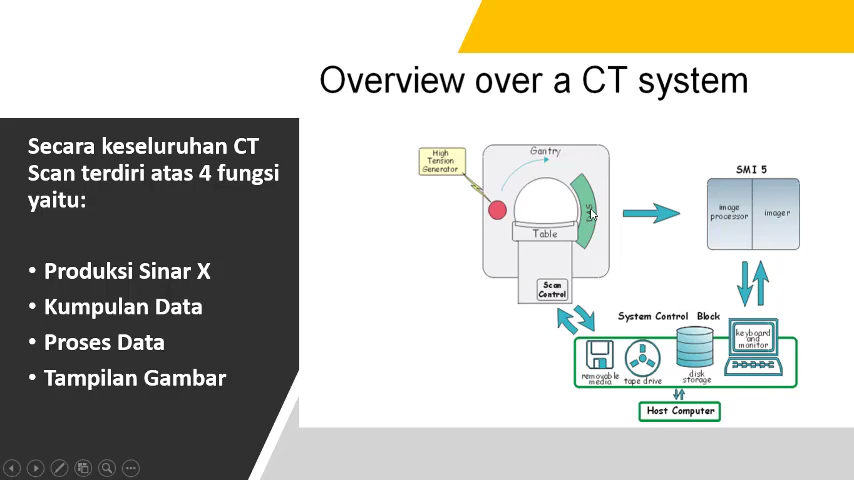 Overview over a CT system
Secara keseluruhan CT
Scan terdiri atas 4 fungsi
yaitu:
• Produksi Sinar X
• Kumpulan Data
• Proses Data
• Tampilan Gambar
High
Tension
Generator
Gantry
Table
Scan
Control
SMI 5
image
processor
imager
System Control Block
removable
media
tape drive
disk
storage
keyboard
and
monitor
Host Computer